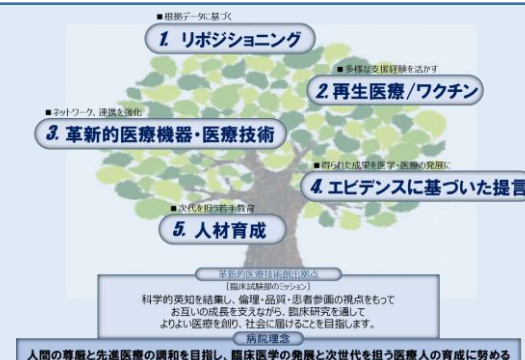 ■根拠データに基づく
1. リポジショニング
■多様な支援経験を活かす
2.再生医療/ワクチン
■ネットワーク、連携を強化
3. 革新的医療機器・医療技術
■得られた成果を医学・医療の発展に
4. エビデンスに基づいた提言
■次代を担う若手教育
5. 人材育成
革新的医療技術創出拠点
[臨床試験部のミッション]
科学的英知を結集し、倫理・品質・患者参画の視点をもって
お互いの成長を支えながら、臨床研究を通して
よりよい医療を創り、社会に届けることを目指します。
病院理念
人間の尊厳と先進医療の調和を目指し、臨床医学の発展と次世代を担う医療人の育成に努める